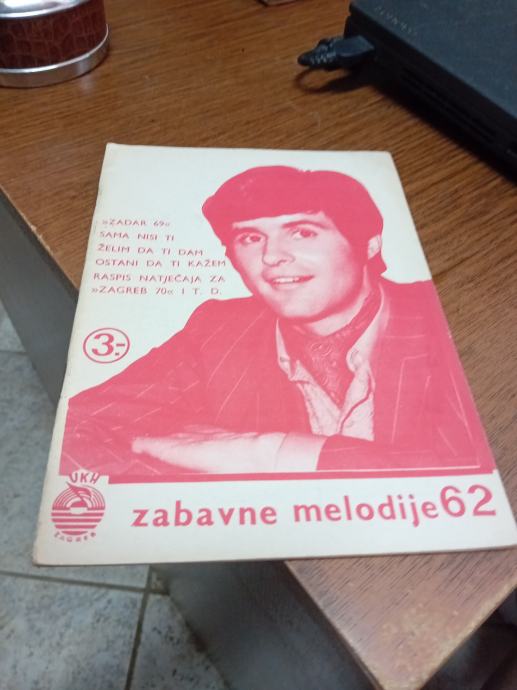 »ZADAR 69«
SAMA NISI TI
ŽELIM DA TI DAM
OSTANI DA TI KAŽEM
RASPIS NATJEČAJA ZA
»ZAGREB 70« I T. D.
3.-
UKH
ZAGREB
zabavne melodije 62